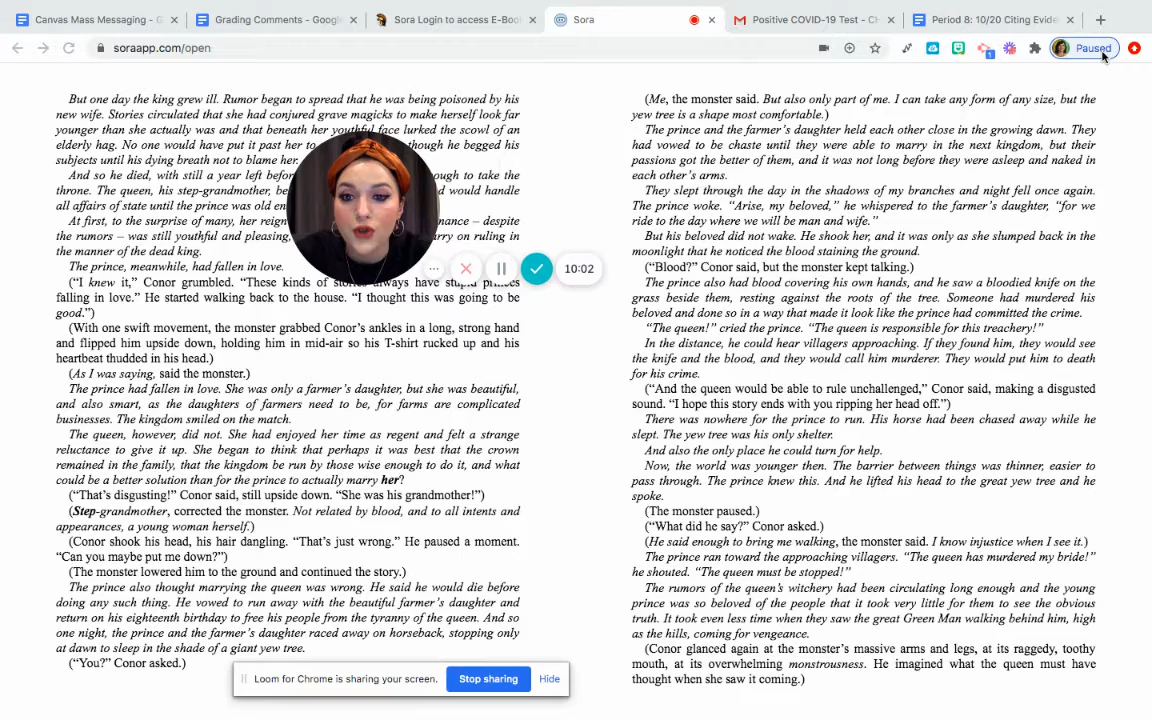 Canvas Mass Messaging - G
Grading Comments - Google
Sora Login to access E-Boo
Sora
Positive COVID-19 Test - CH
Period 8: 10/20 Citing Evide
soraapp.com/open
1
Paused
But one day the king grew ill. Rumor began to spread that he was being poisoned by his
new wife. Stories circulated that she had conjured grave magicks to make herself look far
younger than she actually was and that beneath her youthful face lurked the scowl of an
elderly hag. No one would have put it past her to though he begged his
subjects until his dying breath not to blame her.
And so he died, with still a year left before ough to take the
throne. The queen, his step-grandmother, be d would handle
all affairs of state until the prince was old en
At first, to the surprise of many, her reign nance – despite
the rumors – was still youthful and pleasing, arry on ruling in
the manner of the dead king.
The prince, meanwhile, had fallen in love.
(“I knew it,” Conor grumbled. “These kinds of stories always have stupid princes
falling in love.” He started walking back to the house. “I thought this was going to be
good.”)
(With one swift movement, the monster grabbed Conor’s ankles in a long, strong hand
and flipped him upside down, holding him in mid-air so his T-shirt rucked up and his
heartbeat thudded in his head.)
(As I was saying, said the monster.)
The prince had fallen in love. She was only a farmer’s daughter, but she was beautiful,
and also smart, as the daughters of farmers need to be, for farms are complicated
businesses. The kingdom smiled on the match.
The queen, however, did not. She had enjoyed her time as regent and felt a strange
reluctance to give it up. She began to think that perhaps it was best that the crown
remained in the family, that the kingdom be run by those wise enough to do it, and what
could be a better solution than for the prince to actually marry her?
(“That’s disgusting!” Conor said, still upside down. “She was his grandmother!”)
(Step-grandmother, corrected the monster. Not related by blood, and to all intents and
appearances, a young woman herself.)
(Conor shook his head, his hair dangling. “That’s just wrong.” He paused a moment.
“Can you maybe put me down?”)
(The monster lowered him to the ground and continued the story.)
The prince also thought marrying the queen was wrong. He said he would die before
doing any such thing. He vowed to run away with the beautiful farmer’s daughter and
return on his eighteenth birthday to free his people from the tyranny of the queen. And so
one night, the prince and the farmer’s daughter raced away on horseback, stopping only
at dawn to sleep in the shade of a giant yew tree.
(“You?” Conor asked.)
(Me, the monster said. But also only part of me. I can take any form of any size, but the
yew tree is a shape most comfortable.)
The prince and the farmer’s daughter held each other close in the growing dawn. They
had vowed to be chaste until they were able to marry in the next kingdom, but their
passions got the better of them, and it was not long before they were asleep and naked in
each other’s arms.
They slept through the day in the shadows of my branches and night fell once again.
The prince woke. “Arise, my beloved,” he whispered to the farmer’s daughter, “for we
ride to the day where we will be man and wife.”
But his beloved did not wake. He shook her, and it was only as she slumped back in the
moonlight that he noticed the blood staining the ground.
(“Blood?” Conor said, but the monster kept talking.)
The prince also had blood covering his own hands, and he saw a bloodied knife on the
grass beside them, resting against the roots of the tree. Someone had murdered his
beloved and done so in a way that made it look like the prince had committed the crime.
“The queen!” cried the prince. “The queen is responsible for this treachery!”
In the distance, he could hear villagers approaching. If they found him, they would see
the knife and the blood, and they would call him murderer. They would put him to death
for his crime.
(“And the queen would be able to rule unchallenged,” Conor said, making a disgusted
sound. “I hope this story ends with you ripping her head off.”)
There was nowhere for the prince to run. His horse had been chased away while he
slept. The yew tree was his only shelter.
And also the only place he could turn for help.
Now, the world was younger then. The barrier between things was thinner, easier to
pass through. The prince knew this. And he lifted his head to the great yew tree and he
spoke.
(The monster paused.)
(“What did he say?” Conor asked.)
(He said enough to bring me walking, the monster said. I know injustice when I see it.)
The prince ran toward the approaching villagers. “The queen has murdered my bride!”
he shouted. “The queen must be stopped!”
The rumors of the queen’s witchery had been circulating long enough and the young
prince was so beloved of the people that it took very little for them to see the obvious
truth. It took even less time when they saw the great Green Man walking behind him, high
as the hills, coming for vengeance.
(Conor glanced again at the monster’s massive arms and legs, at its raggedy, toothy
mouth, at its overwhelming monstrousness. He imagined what the queen must have
thought when she saw it coming.)
10:02
Loom for Chrome is sharing your screen.
Stop sharing
Hide